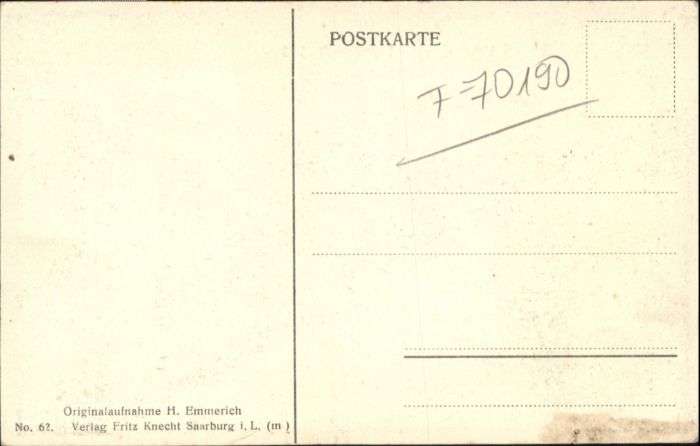 POSTKARTE
F-70190
Originalaufnahme H. Emmerich
No. 62. Verlag Fritz Knecht Saarburg i. L. (m)